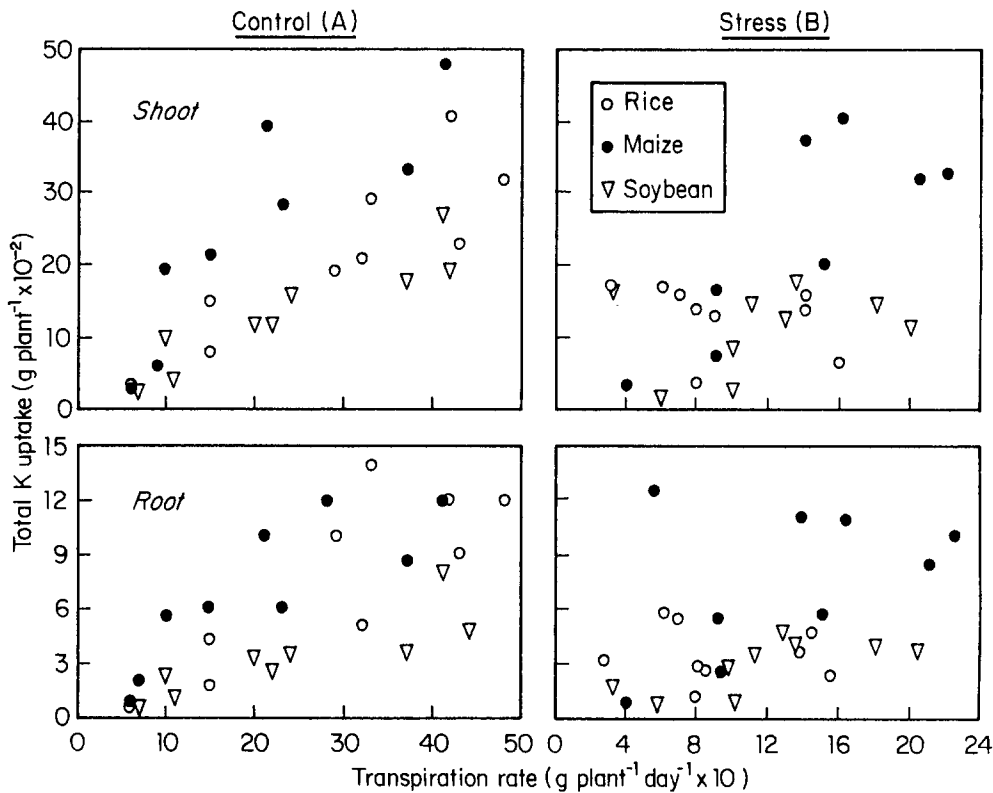 Control (A)
Stress (B)
50
40
30
20
10
0
Shoot
○ Rice
● Maize
▽ Soybean
15
12
9
6
3
0
Root
Total K uptake (g plant⁻¹ x10⁻²)
0 10 20 30 40 50
0 4 8 12 16 20 24
Transpiration rate (g plant⁻¹ day⁻¹ x 10)